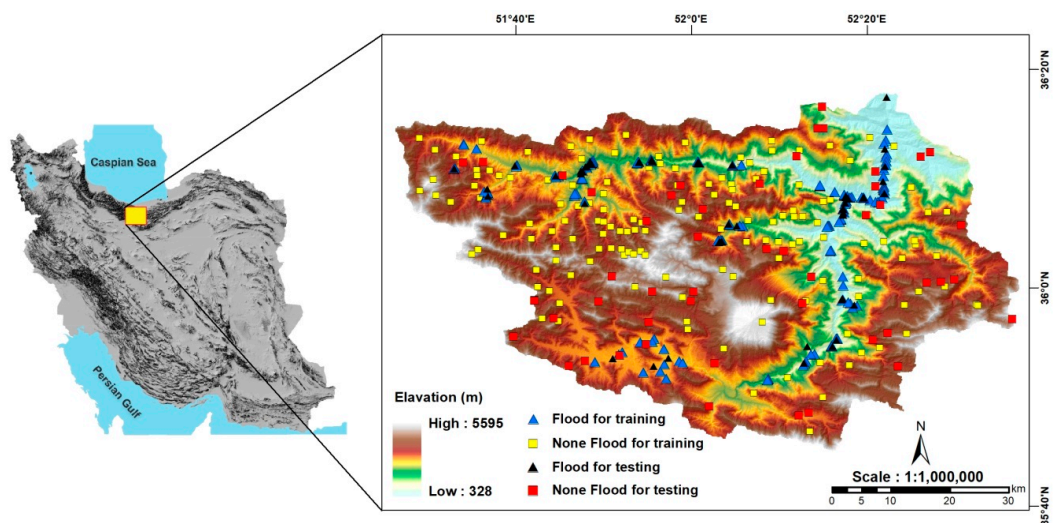 51°40'E 52°0'E 52°20'E
36°20'N
36°0'N
35°40'N
Caspian Sea
Persian Gulf
Elavation (m)
High : 5595
Low : 328
Flood for training
None Flood for training
Flood for testing
None Flood for testing
N
Scale : 1:1,000,000
km
0 5 10 20 30